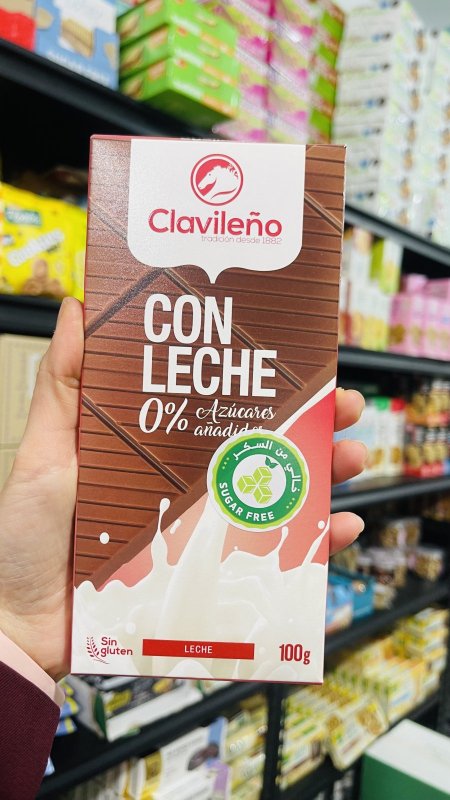 Clavileño
tradición desde 1882
CON
LECHE
0% Azúcares
añadidos
خالي من السكر
SUGAR FREE
Sin
gluten
LECHE
100g